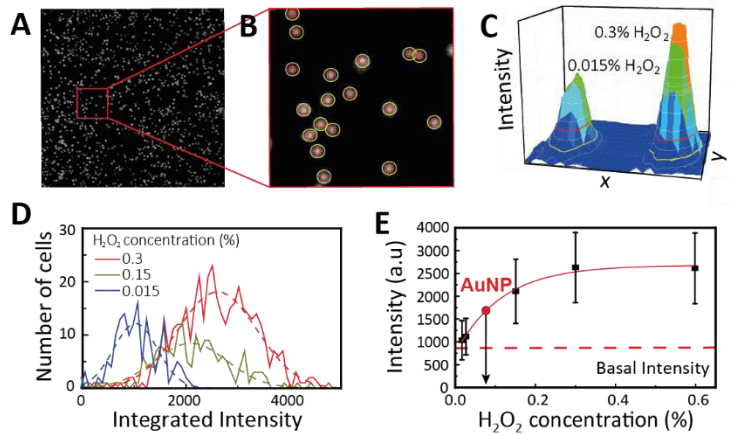 A
B
C
0.3% H₂O₂
0.015% H₂O₂
Intensity
x
y
D
H₂O₂ concentration (%)
0.3
0.15
0.015
Number of cells
30
20
10
0
0 2000 4000
Integrated Intensity
E
Intensity (a.u)
4000
3500
3000
2500
2000
1500
1000
500
0
AuNP
Basal Intensity
0.0 0.2 0.4 0.6
H₂O₂ concentration (%)